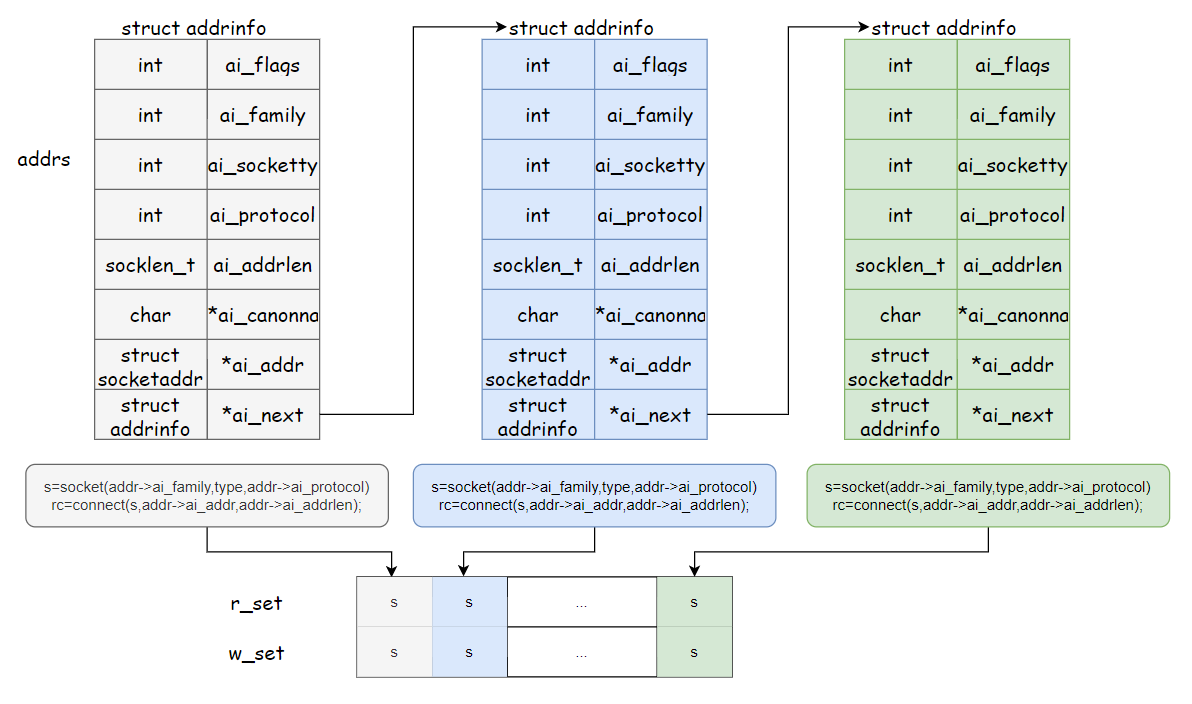 struct addrinfo struct addrinfo struct addrinfo
int ai_flags int ai_flags int ai_flags
int ai_family int ai_family int ai_family
addrs
int ai_socketty int ai_socketty int ai_socketty
int ai_protocol int ai_protocol int ai_protocol
socklen_t ai_addrlen socklen_t ai_addrlen socklen_t ai_addrlen
char *ai_canonna char *ai_canonna char *ai_canonna
struct socketaddr *ai_addr struct socketaddr *ai_addr struct socketaddr *ai_addr
struct addrinfo *ai_next struct addrinfo *ai_next struct addrinfo *ai_next
s=socket(addr->ai_family,type,addr->ai_protocol) s=socket(addr->ai_family,type,addr->ai_protocol) s=socket(addr->ai_family,type,addr->ai_protocol)
rc=connect(s,addr->ai_addr,addr->ai_addrlen); rc=connect(s,addr->ai_addr,addr->ai_addrlen); rc=connect(s,addr->ai_addr,addr->ai_addrlen);
r_set s s ... s
w_set s s ... s